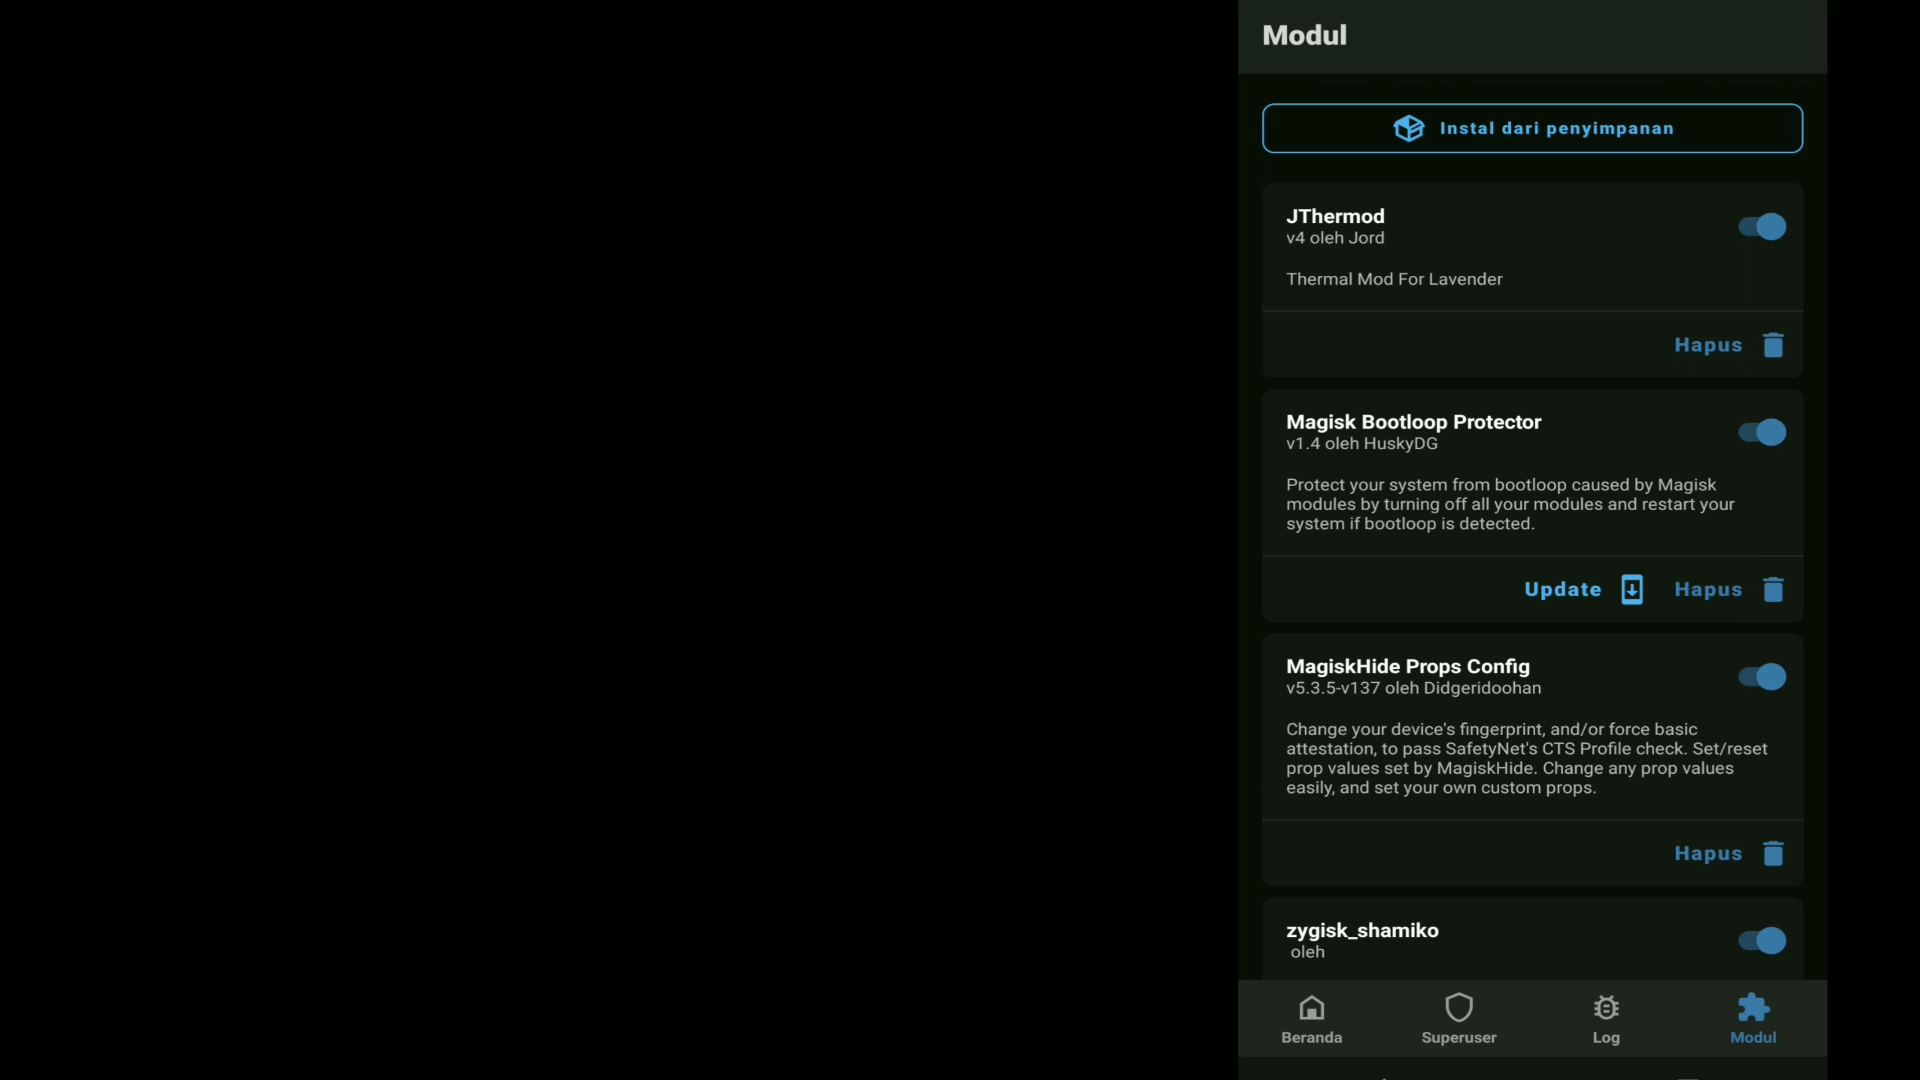 Modul
Instal dari penyimpanan
JThermod
v4 oleh Jord
Thermal Mod For Lavender
Hapus
Magisk Bootloop Protector
v1.4 oleh HuskyDG
Protect your system from bootloop caused by Magisk
modules by turning off all your modules and restart your
system if bootloop is detected.
Update
Hapus
MagiskHide Props Config
v5.3.5-v137 oleh Didgeridoohan
Change your device's fingerprint, and/or force basic
attestation, to pass SafetyNet's CTS Profile check. Set/reset
prop values set by MagiskHide. Change any prop values
easily, and set your own custom props.
Hapus
zygisk_shamiko
oleh
Beranda
Superuser
Log
Modul